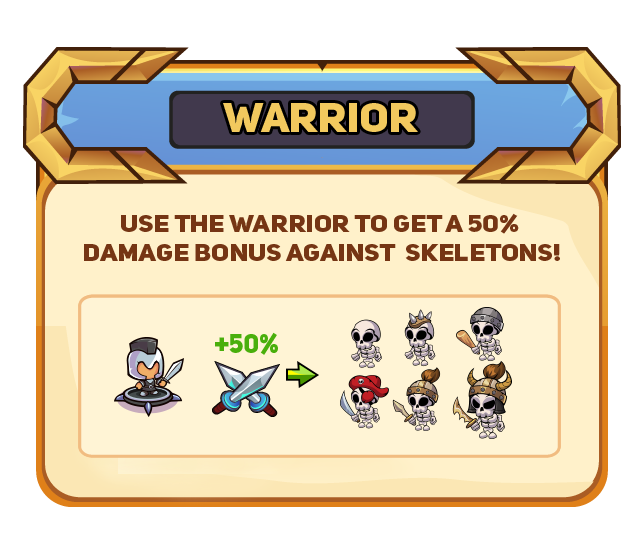 WARRIOR
USE THE WARRIOR TO GET A 50%
DAMAGE BONUS AGAINST SKELETONS!
+50%